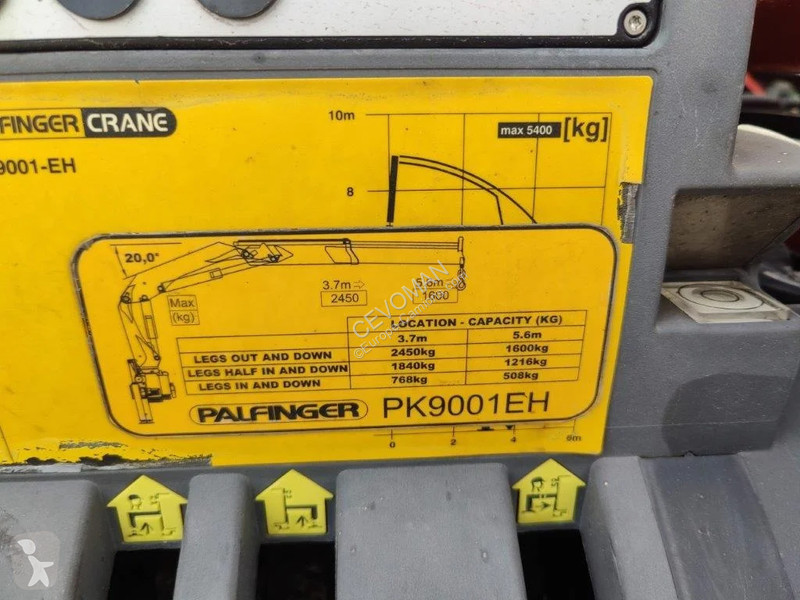 FINGER CRANE
9001-EH
10m
max 5400 [kg]
8
20,0°
3.7m 5.6m
Max (kg) 2450 1600
LOCATION - CAPACITY (KG)
3.7m 5.6m
LEGS OUT AND DOWN 2450kg 1600kg
LEGS HALF IN AND DOWN 1840kg 1216kg
LEGS IN AND DOWN 768kg 508kg
PALFINGER PK9001EH
0 2 4 6m
CEVOMAN